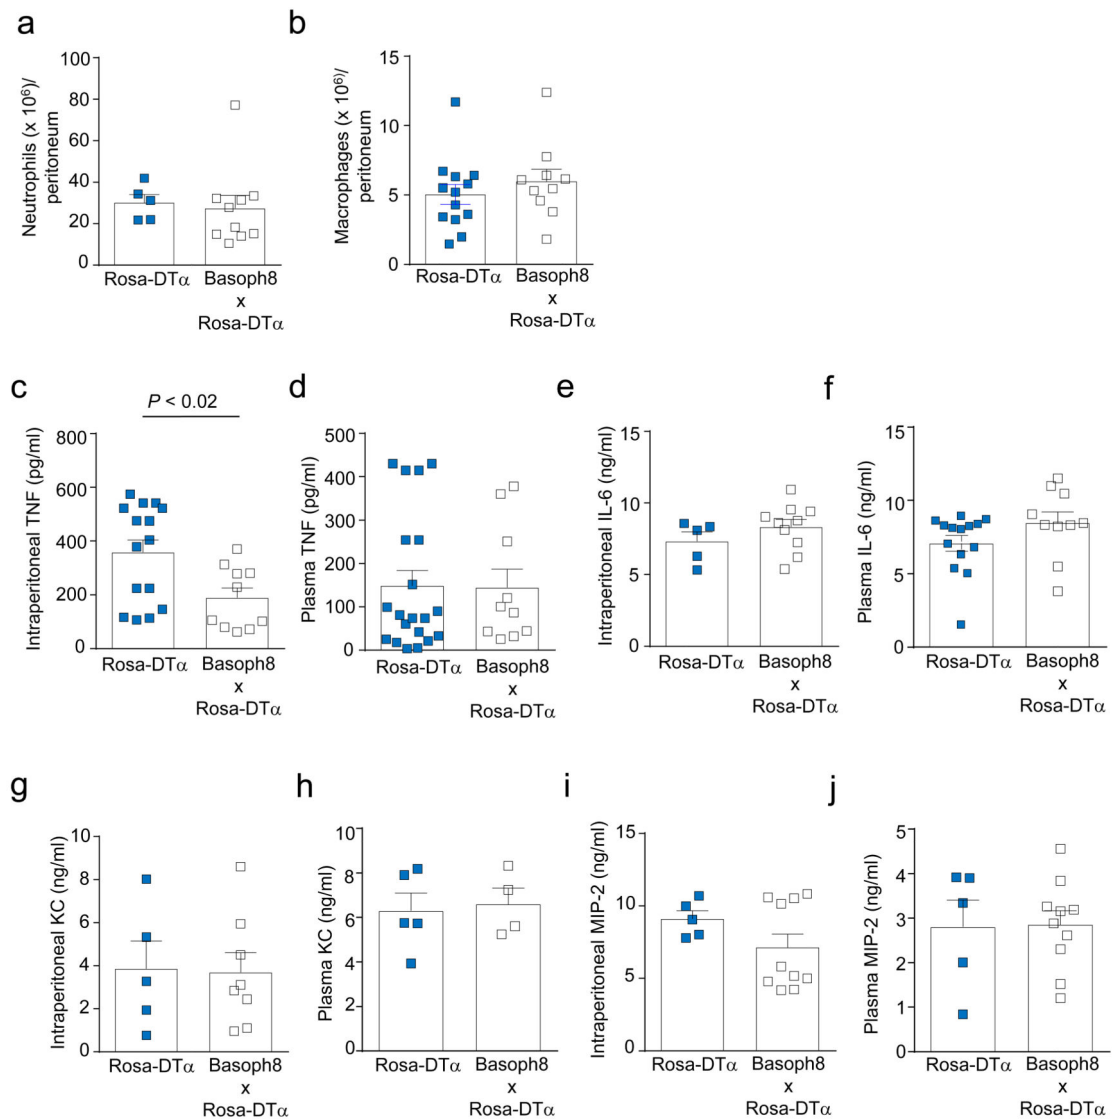 a
Neutrophils (x 10⁶)/
peritoneum
100
80
60
40
20
0
Rosa-DTα
Basoph8
x
Rosa-DTα
b
Macrophages (x 10⁶)/
peritoneum
15
10
5
0
Rosa-DTα
Basoph8
x
Rosa-DTα
c
P < 0.02
Intraperitoneal TNF (pg/ml)
800
600
400
200
0
Rosa-DTα
Basoph8
x
Rosa-DTα
d
Plasma TNF (pg/ml)
500
400
300
200
100
0
Rosa-DTα
Basoph8
x
Rosa-DTα
e
Intraperitoneal IL-6 (ng/ml)
15
10
5
0
Rosa-DTα
Basoph8
x
Rosa-DTα
f
Plasma IL-6 (ng/ml)
15
10
5
0
Rosa-DTα
Basoph8
x
Rosa-DTα
g
Intraperitoneal KC (ng/ml)
10
8
6
4
2
0
Rosa-DTα
Basoph8
x
Rosa-DTα
h
Plasma KC (ng/ml)
10
8
6
4
2
0
Rosa-DTα
Basoph8
x
Rosa-DTα
i
Intraperitoneal MIP-2 (ng/ml)
15
10
5
0
Rosa-DTα
Basoph8
x
Rosa-DTα
j
Plasma MIP-2 (ng/ml)
5
4
3
2
1
0
Rosa-DTα
Basoph8
x
Rosa-DTα